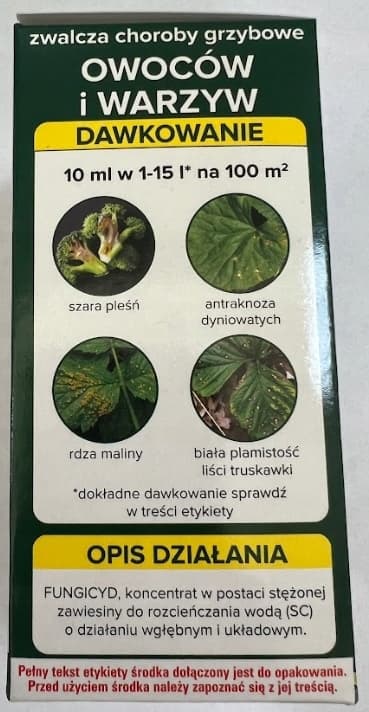 zwalcza choroby grzybowe
OWOCÓW
i WARZYW
DAWKOWANIE
10 ml w 1-15 l* na 100 m²
szara pleśń
antraknoza
dyniowatych
rdza maliny
biała plamistość
liści truskawki
*dokładne dawkowanie sprawdź
w treści etykiety
OPIS DZIAŁANIA
FUNGICYD, koncentrat w postaci stężonej
zawiesiny do rozcieńczania wodą (SC)
o działaniu wgłębnym i układowym.
Pełny tekst etykiety środka dołączony jest do opakowania.
Przed użyciem środka należy zapoznać się z jej treścią.